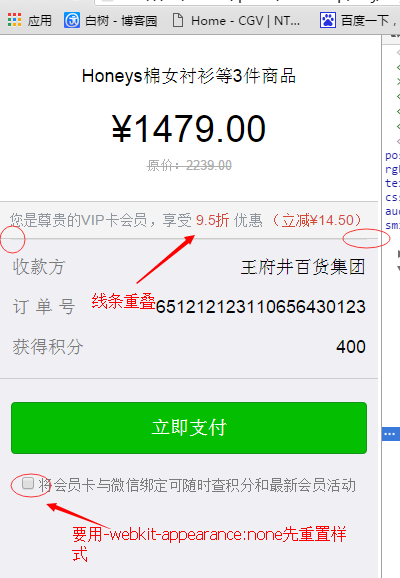 应用 白树 - 博客园 Home - CGV | NT... 百度一下，
Honeys棉女衬衫等3件商品
¥1479.00
原价：2239.00
您是尊贵的VIP卡会员，享受 9.5折 优惠（立减¥14.50）
收款方 王府井百货集团
订 单 号 651212123110656430123
线条重叠
获得积分 400
立即支付
将会员卡与微信绑定可随时查积分和最新会员活动
要用-webkit-appearance:none先重置样
式
pos
rgb
te
cs
au
sm